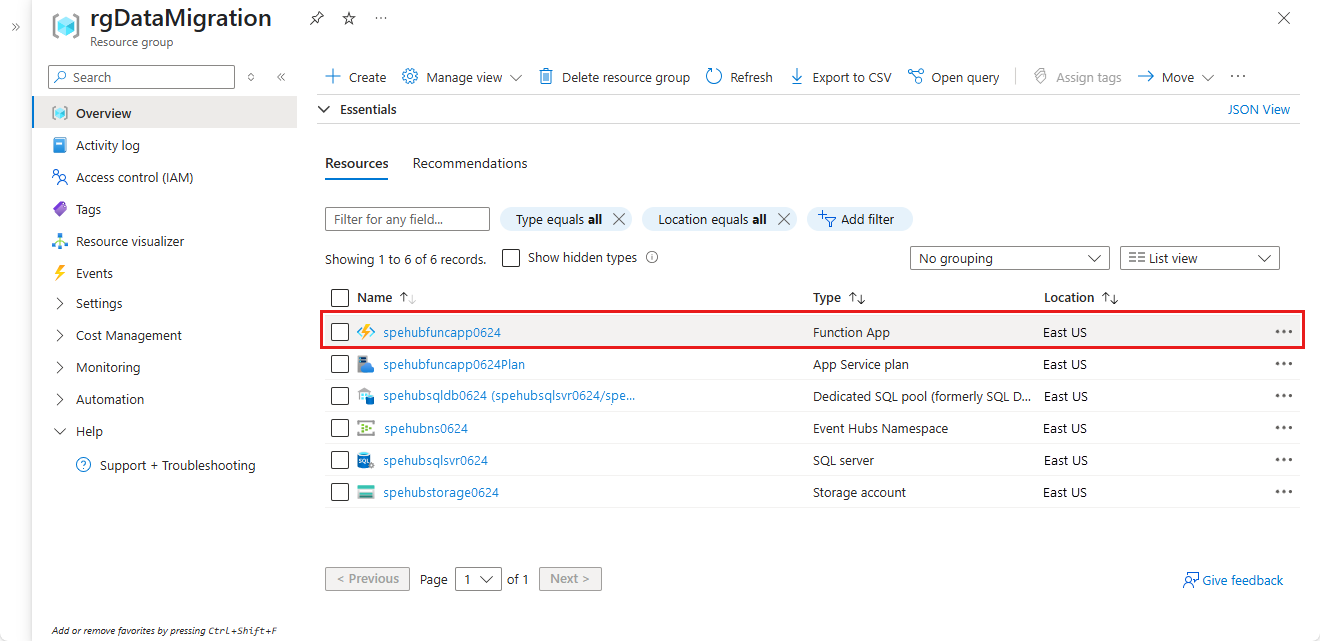 rgDataMigration
Resource group
Search
Create Manage view Delete resource group Refresh Export to CSV Open query Assign tags Move
Overview
Activity log
Access control (IAM)
Tags
Resource visualizer
Events
Settings
Cost Management
Monitoring
Automation
Help
Support + Troubleshooting
Essentials JSON View
Resources Recommendations
Filter for any field... Type equals all Location equals all Add filter
Showing 1 to 6 of 6 records. Show hidden types No grouping List view
Name Type Location
spehubfuncapp0624 Function App East US
spehubfuncapp0624Plan App Service plan East US
spehubsqldb0624 (spehubsqlsvr0624/spe... Dedicated SQL pool (formerly SQL D... East US
spehubns0624 Event Hubs Namespace East US
spehubsqlsvr0624 SQL server East US
spehubstorage0624 Storage account East US
< Previous Page 1 of 1 Next > Give feedback
Add or remove favorites by pressing Ctrl+Shift+F